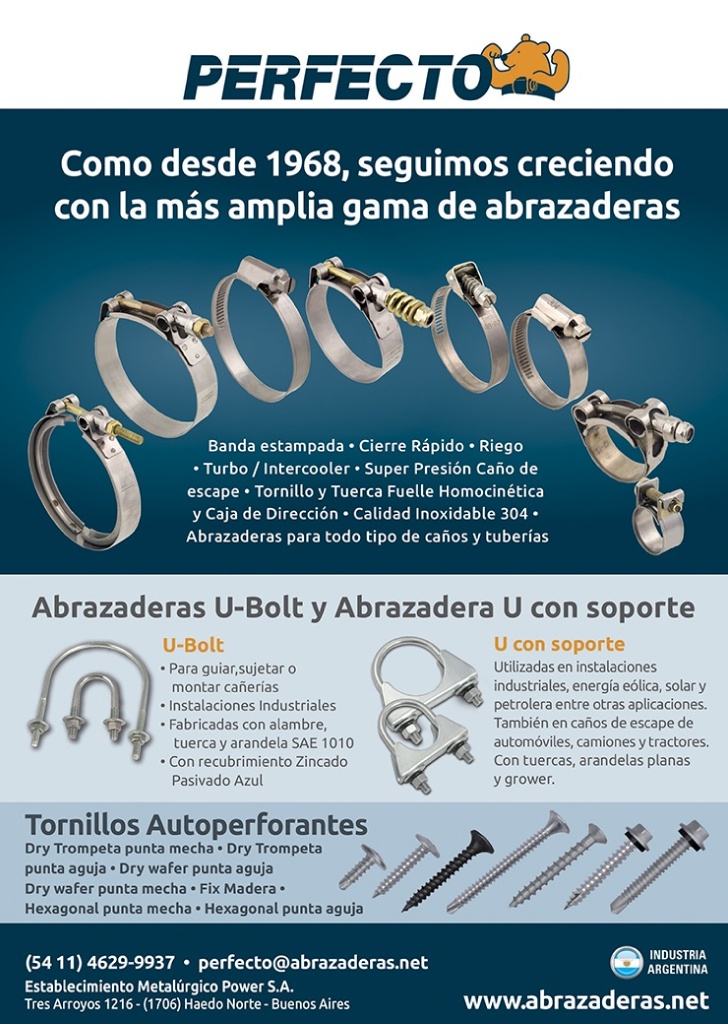 PERFECTO
Como desde 1968, seguimos creciendo
con la más amplia gama de abrazaderas
Banda estampada • Cierre Rápido • Riego
• Turbo / Intercooler • Super Presión Caño de
escape • Tornillo y Tuerca Fuelle Homocinética
y Caja de Dirección • Calidad Inoxidable 304 •
Abrazaderas para todo tipo de caños y tuberías
Abrazaderas U-Bolt y Abrazadera U con soporte
U-Bolt
• Para guiar,sujetar o
montar cañerías
• Instalaciones Industriales
• Fabricadas con alambre,
tuerca y arandela SAE 1010
• Con recubrimiento Zincado
Pasivado Azul
U con soporte
Utilizadas en instalaciones
industriales, energía eólica, solar y
petrolera entre otras aplicaciones.
También en caños de escape de
automóviles, camiones y tractores.
Con tuercas, arandelas planas
y grower.
Tornillos Autoperforantes
Dry Trompeta punta mecha • Dry Trompeta
punta aguja • Dry wafer punta aguja
Dry wafer punta mecha • Fix Madera •
Hexagonal punta mecha • Hexagonal punta aguja
(54 11) 4629-9937 • perfecto@abrazaderas.net
Establecimiento Metalúrgico Power S.A.
Tres Arroyos 1216 - (1706) Haedo Norte - Buenos Aires
INDUSTRIA
ARGENTINA
www.abrazaderas.net